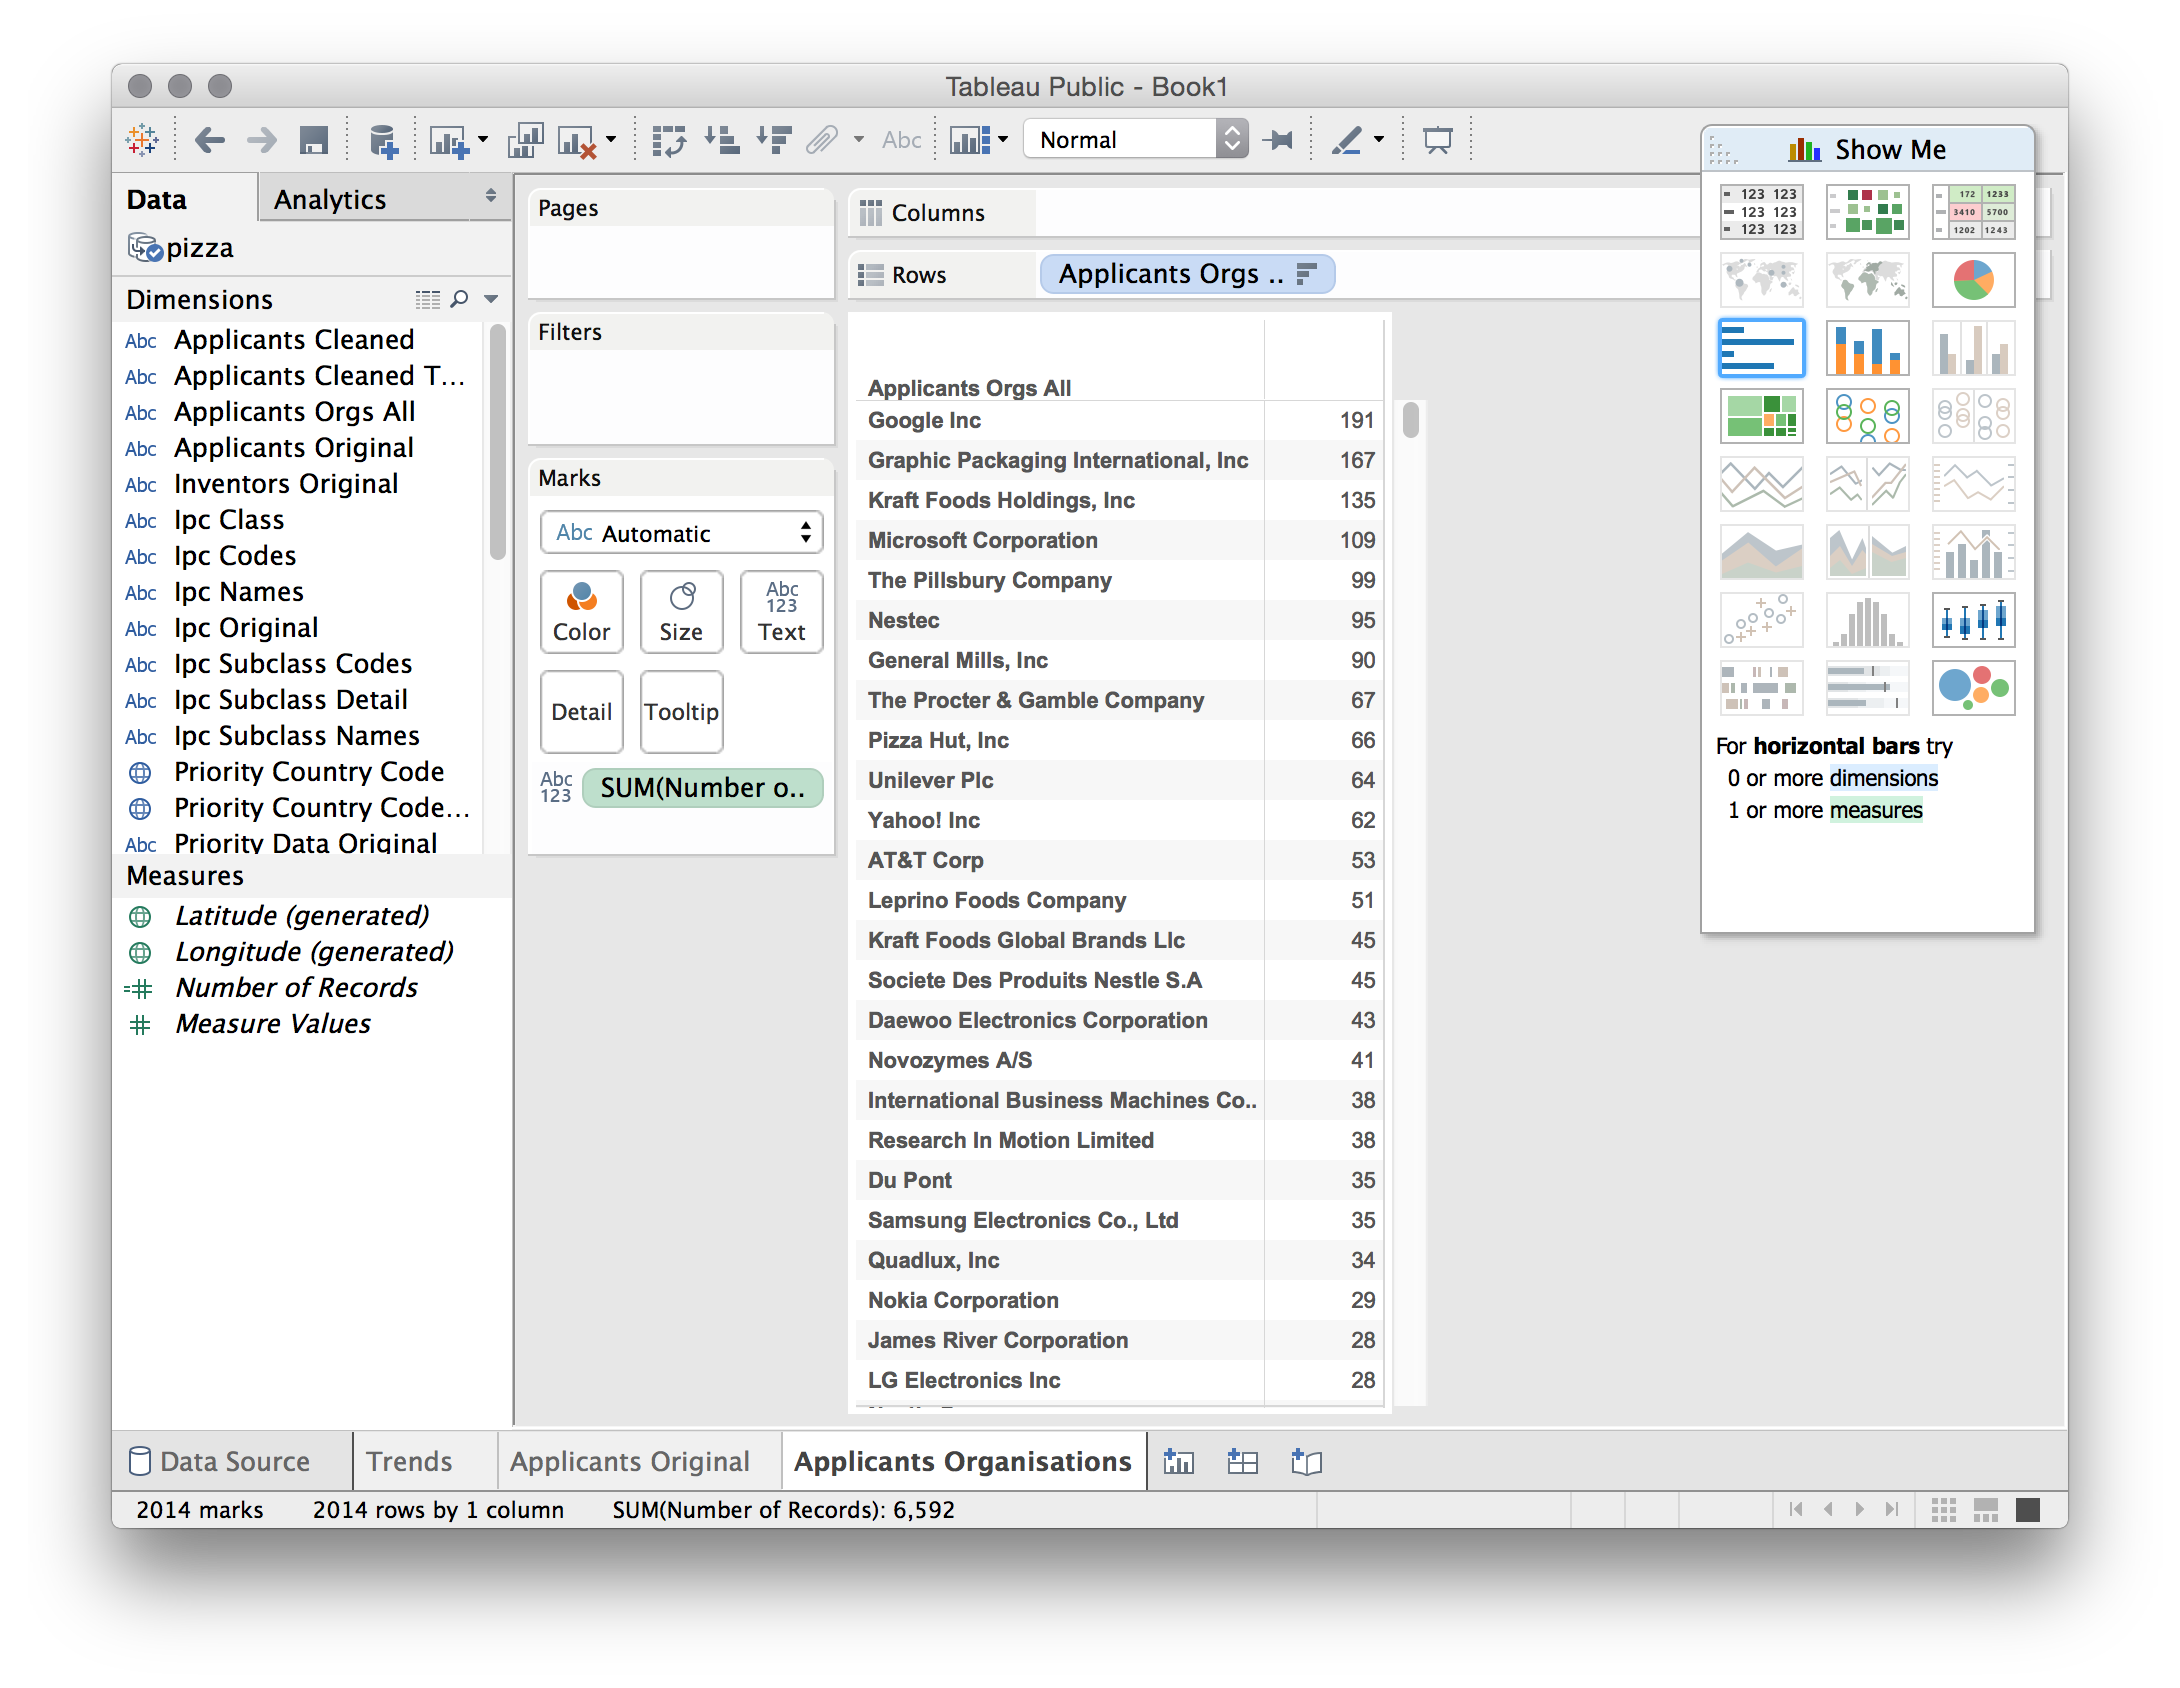 Tableau Public - Book1
Abc
Normal
Show Me
Data
Analytics
pizza
Dimensions
Abc Applicants Cleaned
Abc Applicants Cleaned T...
Abc Applicants Orgs All
Abc Applicants Original
Abc Inventors Original
Abc Ipc Class
Abc Ipc Codes
Abc Ipc Names
Abc Ipc Original
Abc Ipc Subclass Codes
Abc Ipc Subclass Detail
Abc Ipc Subclass Names
Priority Country Code
Priority Country Code...
Abc Priority Data Original
Measures
Latitude (generated)
Longitude (generated)
Number of Records
Measure Values
Pages
Filters
Marks
Abc Automatic
Color
Size
Abc
123
Text
Detail
Tooltip
Abc
123
SUM(Number o..
Columns
Rows
Applicants Orgs ..
Applicants Orgs All
Google Inc 191
Graphic Packaging International, Inc 167
Kraft Foods Holdings, Inc 135
Microsoft Corporation 109
The Pillsbury Company 99
Nestec 95
General Mills, Inc 90
The Procter & Gamble Company 67
Pizza Hut, Inc 66
Unilever Plc 64
Yahoo! Inc 62
AT&T Corp 53
Leprino Foods Company 51
Kraft Foods Global Brands Llc 45
Societe Des Produits Nestle S.A 45
Daewoo Electronics Corporation 43
Novozymes A/S 41
International Business Machines Co.. 38
Research In Motion Limited 38
Du Pont 35
Samsung Electronics Co., Ltd 35
Quadlux, Inc 34
Nokia Corporation 29
James River Corporation 28
LG Electronics Inc 28
123 123
123 123
123 123
172 1233
3410 5700
1202 1243
For horizontal bars try
0 or more dimensions
1 or more measures
Data Source
Trends
Applicants Original
Applicants Organisations
2014 marks
2014 rows by 1 column
SUM(Number of Records): 6,592